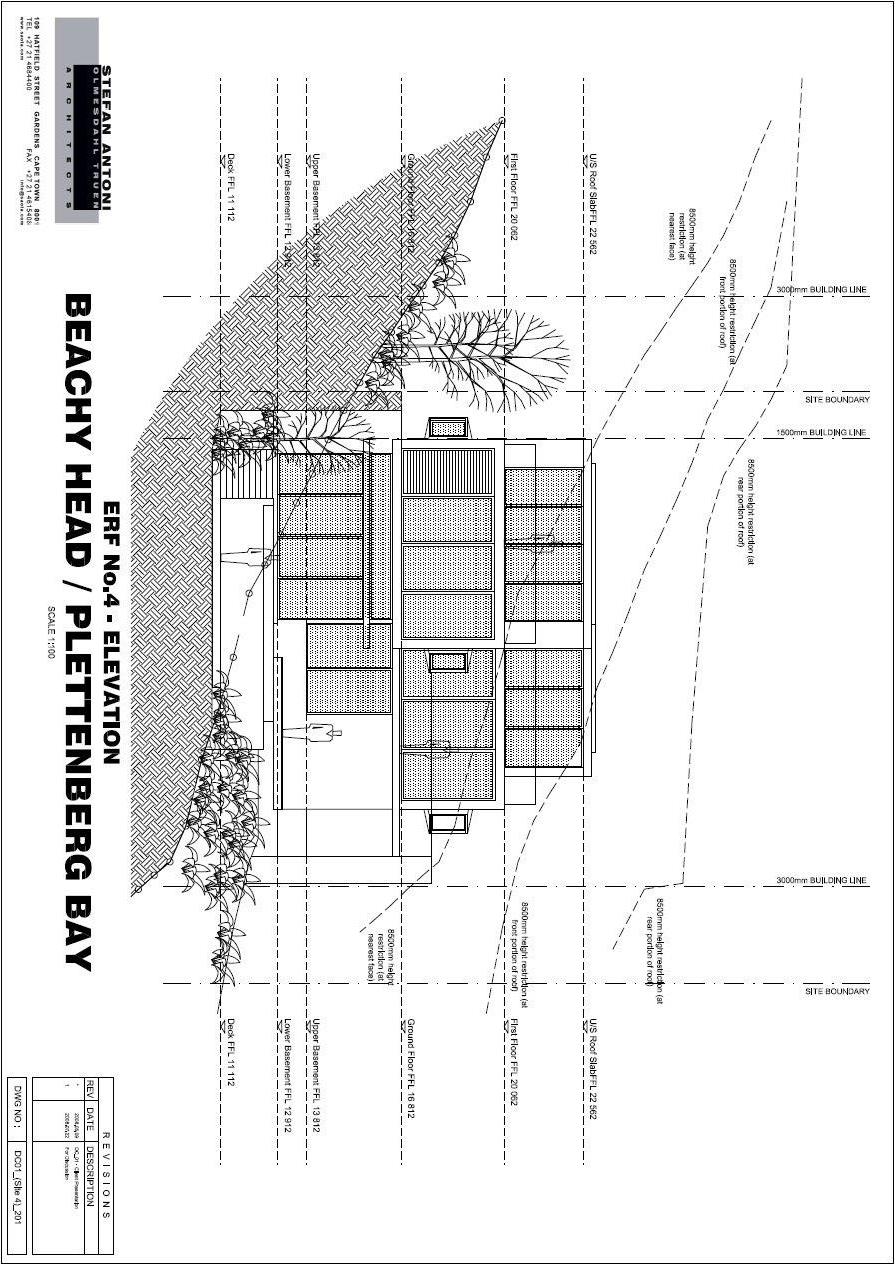 STEFAN ANTONI
OLMESDAHL TRUEN
ARCHITECTS
109 HATFIELD STREET GARDENS CAPE TOWN 8001
TEL +27 21 4684400 FAX +27 21 4615408
www.saota.com info@saota.com
U/S Roof SlabFFL 22 562
First Floor FFL 20 062
Ground Floor FFL 16 812
Upper Basement FFL 13 812
Lower Basement FFL 12 912
Deck FFL 11 112
8500mm height
restriction (at
nearest face)
8500mm height restriction (at
front portion of roof)
8500mm height restriction (at
rear portion of roof)
3000mm BUILDING LINE
SITE BOUNDARY
1500mm BUILDING LINE
3000mm BUILDING LINE
SITE BOUNDARY
8500mm height restriction (at
rear portion of roof)
8500mm height restriction (at
front portion of roof)
8500mm height
restriction (at
nearest face)
U/S Roof SlabFFL 22 562
First Floor FFL 20 062
Ground Floor FFL 16 812
Upper Basement FFL 13 812
Lower Basement FFL 12 912
Deck FFL 11 112
ERF No.4 - ELEVATION
BEACHY HEAD / PLETTENBERG BAY
SCALE 1:100
REVISIONS
REV DATE DESCRIPTION
Client Presentation
1 For Discussion
DWG NO : DC01_(Site 4)_201